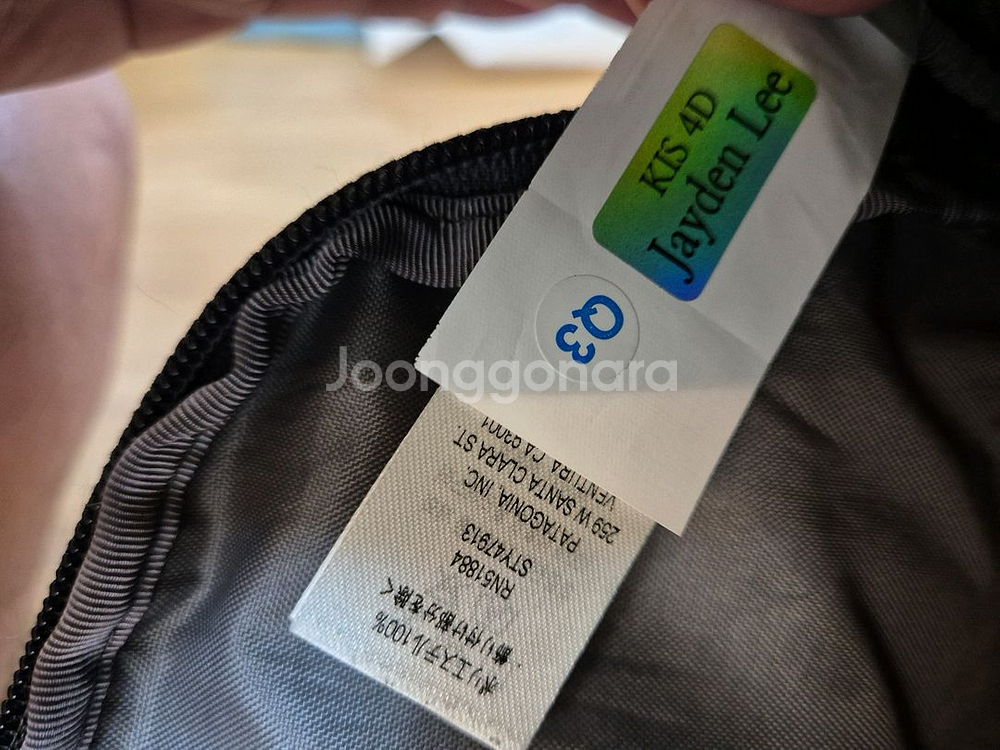 KIS 4D
Jayden Lee
Q3
Joonggonara
ポリエステル100%
飾り付け部分を除く
RN51884
STY47913
PATAGONIA, INC.
259 W SANTA CLARA ST.
VENTURA, CA 93001